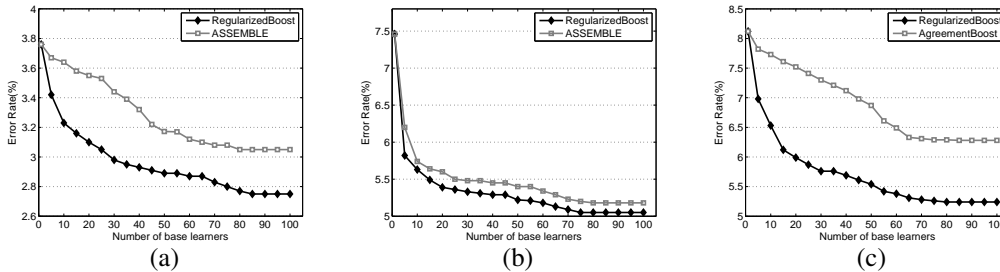 RegularizedBoost
ASSEMBLE
4
3.8
3.6
3.4
3.2
3
2.8
2.6
Error Rate(%)
0 10 20 30 40 50 60 70 80 90 100
Number of base learners
(a)
RegularizedBoost
ASSEMBLE
7.5
7
6.5
6
5.5
5
Error Rate(%)
0 10 20 30 40 50 60 70 80 90 100
Number of base learners
(b)
RegularizedBoost
AgreementBoost
8.5
8
7.5
7
6.5
6
5.5
5
Error Rate(%)
0 10 20 30 40 50 60 70 80 90 100
Number of base learners
(c)